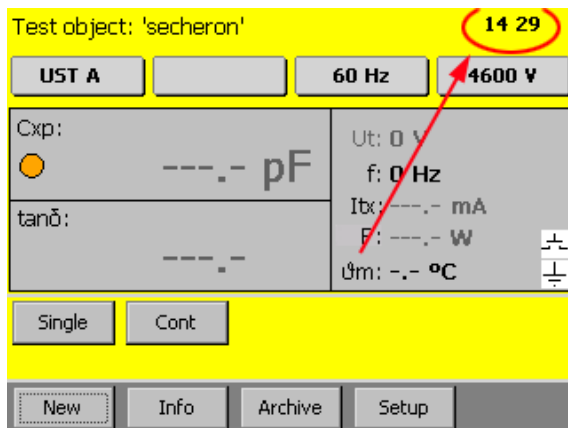 Test object: 'secheron' 14 29
UST A 60 Hz 4600 V
Cxp:
---.- pF
tanδ:
---.-
Ut: 0 V
f: 0 Hz
Itx: ---.- mA
P: ---.- W
ϑm: -.- ºC
Single Cont
New Info Archive Setup